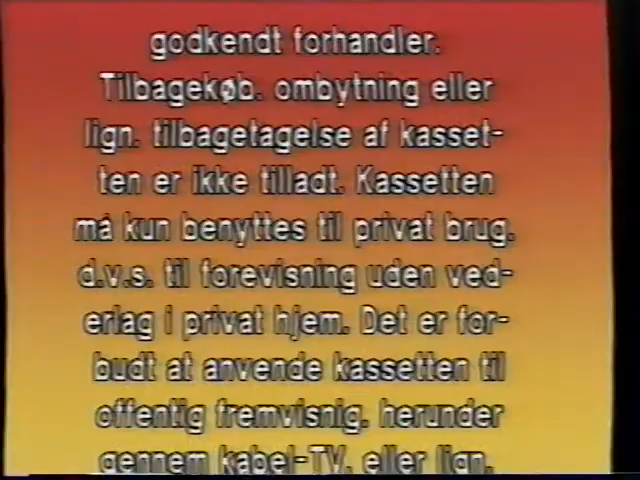 godkendt forhandler.
Tilbagekøb. ombytning eller
lign. tilbagetagelse af kasset-
ten er ikke tilladt. Kassetten
må kun benyttes til privat brug.
d.v.s. til forevisning uden ved-
erlag i privat hjem. Det er for-
budt at anvende kassetten til
offentlig fremvisnig. herunder
gennem kabel-TV. eller lign.